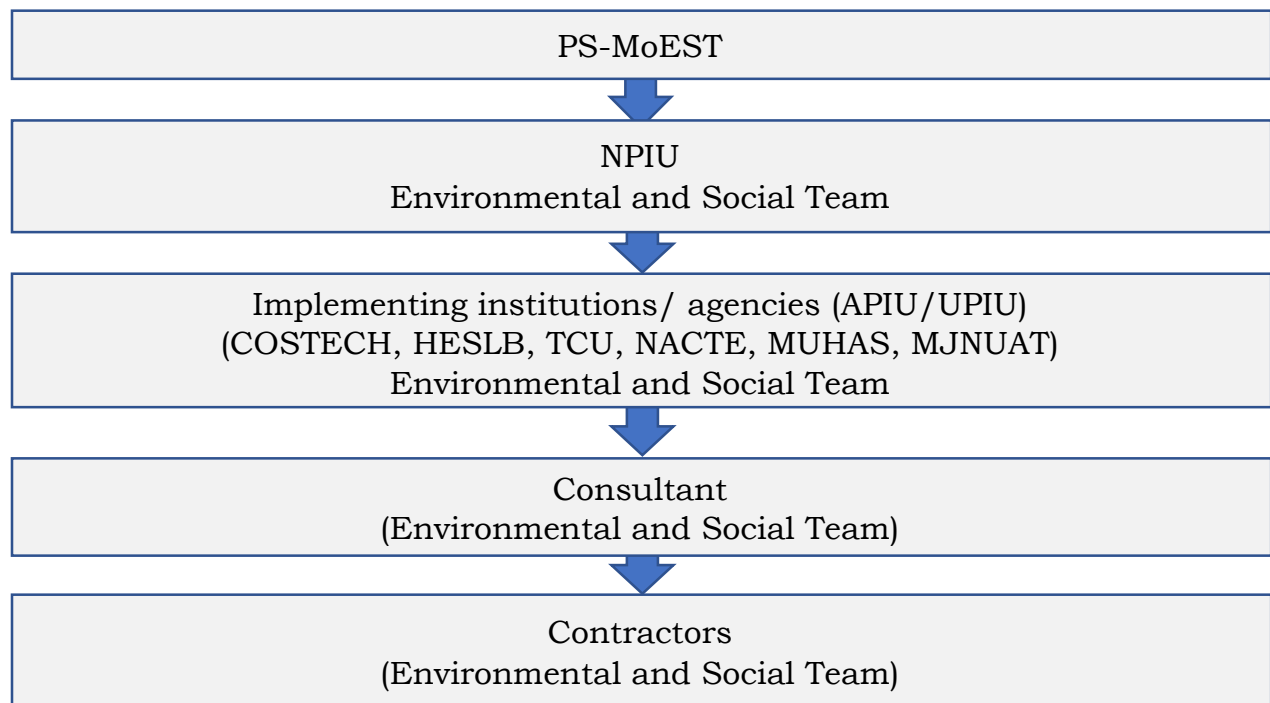 PS-MoEST
NPIU
Environmental and Social Team
Implementing institutions/ agencies (APIU/UPIU)
(COSTECH, HESLB, TCU, NACTE, MUHAS, MJNUAT)
Environmental and Social Team
Consultant
(Environmental and Social Team)
Contractors
(Environmental and Social Team)